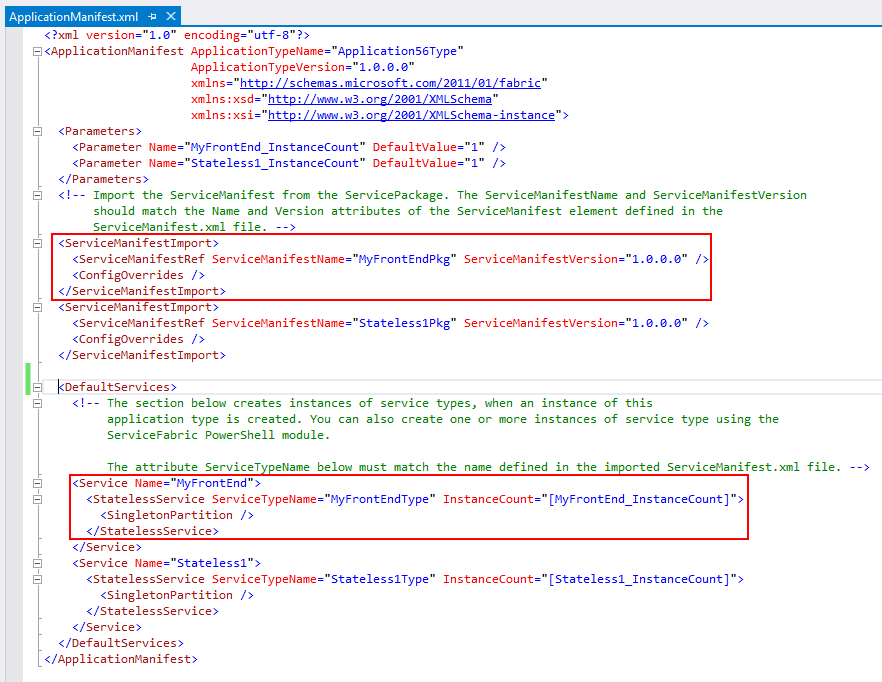 ApplicationManifest.xml
<?xml version="1.0" encoding="utf-8"?>
<ApplicationManifest ApplicationTypeName="Application56Type"
ApplicationTypeVersion="1.0.0.0"
xmlns="http://schemas.microsoft.com/2011/01/fabric"
xmlns:xsd="http://www.w3.org/2001/XMLSchema"
xmlns:xsi="http://www.w3.org/2001/XMLSchema-instance">
<Parameters>
<Parameter Name="MyFrontEnd_InstanceCount" DefaultValue="1" />
<Parameter Name="Stateless1_InstanceCount" DefaultValue="1" />
</Parameters>
<!-- Import the ServiceManifest from the ServicePackage. The ServiceManifestName and ServiceManifestVersion
should match the Name and Version attributes of the ServiceManifest element defined in the
ServiceManifest.xml file. -->
<ServiceManifestImport>
<ServiceManifestRef ServiceManifestName="MyFrontEndPkg" ServiceManifestVersion="1.0.0.0" />
<ConfigOverrides />
</ServiceManifestImport>
<ServiceManifestImport>
<ServiceManifestRef ServiceManifestName="Stateless1Pkg" ServiceManifestVersion="1.0.0.0" />
<ConfigOverrides />
</ServiceManifestImport>
<DefaultServices>
<!-- The section below creates instances of service types, when an instance of this
application type is created. You can also create one or more instances of service type using the
ServiceFabric PowerShell module.
The attribute ServiceTypeName below must match the name defined in the imported ServiceManifest.xml file. -->
<Service Name="MyFrontEnd">
<StatelessService ServiceTypeName="MyFrontEndType" InstanceCount="[MyFrontEnd_InstanceCount]">
<SingletonPartition />
</StatelessService>
</Service>
<Service Name="Stateless1">
<StatelessService ServiceTypeName="Stateless1Type" InstanceCount="[Stateless1_InstanceCount]">
<SingletonPartition />
</StatelessService>
</Service>
</DefaultServices>
</ApplicationManifest>